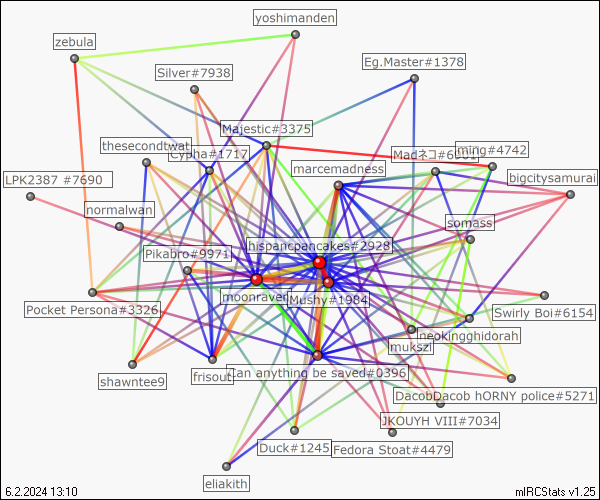 yoshimanden
zebula
Eg.Master#1378
Silver#7938
Majestic#3375
thesecondtwat
Cypha#1717
Madネコ
ming#4742
marcemadness
LPK2387 #7690
bigcitysamurai
normalwan
somass
hispancpancakes#2928
Pikabro#9971
moonraven
Mushy#1984
Pocket Persona#3326
Swirly Boi#6154
neokingghidorah
mukszi
shawntee9
frisout
can anything be saved#0396
DacobDacob hORNY police#5271
JKOUYH VIII#7034
Duck#1245
Fedora Stoat#4479
eliakith
6.2.2024 13:10
mIRCStats v1.25